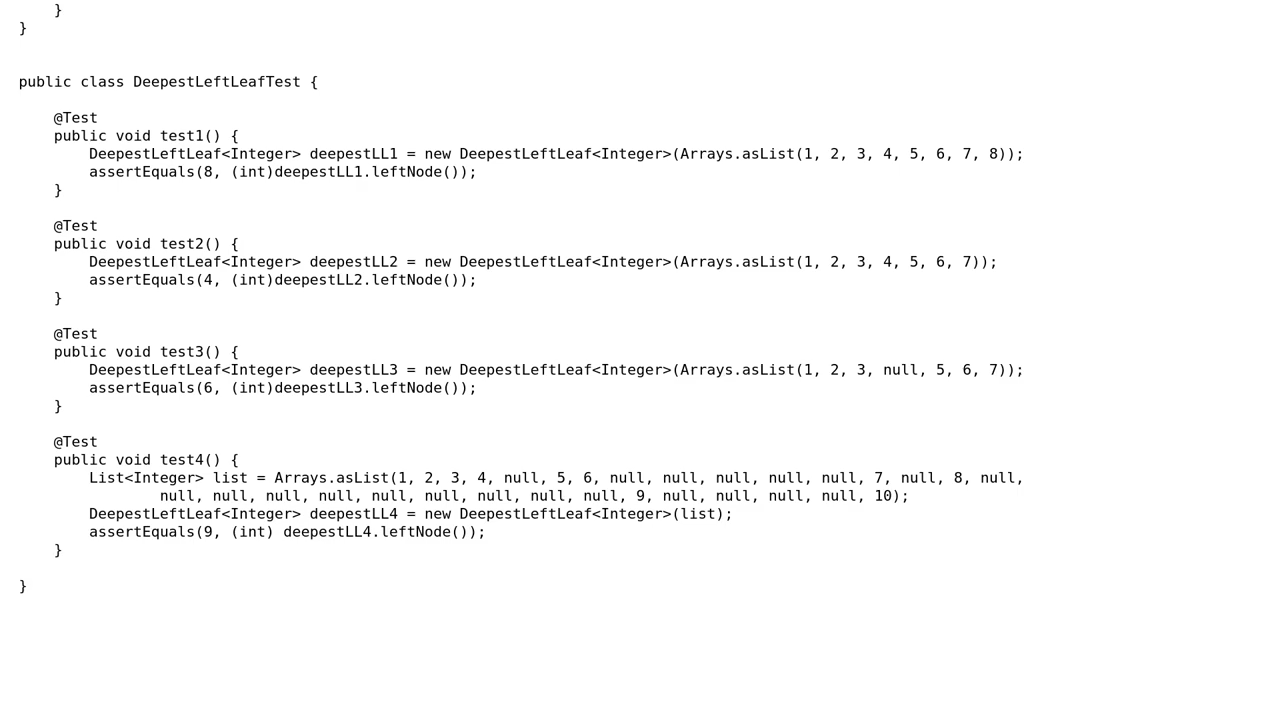 }
}
public class DeepestLeftLeafTest {
    @Test
    public void test1() {
        DeepestLeftLeaf<Integer> deepestLL1 = new DeepestLeftLeaf<Integer>(Arrays.asList(1, 2, 3, 4, 5, 6, 7, 8));
        assertEquals(8, (int)deepestLL1.leftNode());
    }
    @Test
    public void test2() {
        DeepestLeftLeaf<Integer> deepestLL2 = new DeepestLeftLeaf<Integer>(Arrays.asList(1, 2, 3, 4, 5, 6, 7));
        assertEquals(4, (int)deepestLL2.leftNode());
    }
    @Test
    public void test3() {
        DeepestLeftLeaf<Integer> deepestLL3 = new DeepestLeftLeaf<Integer>(Arrays.asList(1, 2, 3, null, 5, 6, 7));
        assertEquals(6, (int)deepestLL3.leftNode());
    }
    @Test
    public void test4() {
        List<Integer> list = Arrays.asList(1, 2, 3, 4, null, 5, 6, null, null, null, null, null, 7, null, 8, null,
                null, null, null, null, null, null, null, null, null, 9, null, null, null, null, 10);
        DeepestLeftLeaf<Integer> deepestLL4 = new DeepestLeftLeaf<Integer>(list);
        assertEquals(9, (int) deepestLL4.leftNode());
    }
}